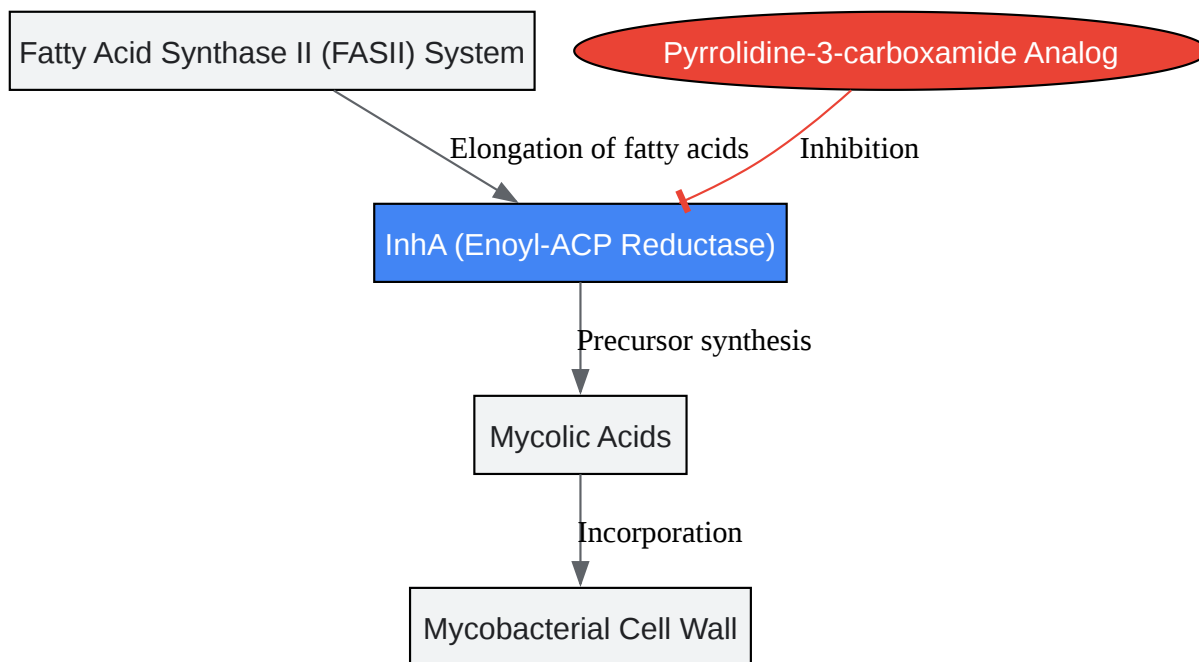 Fatty Acid Synthase II (FASII) System
Pyrrolidine-3-carboxamide Analog
Elongation of fatty acids
Inhibition
InhA (Enoyl-ACP Reductase)
Precursor synthesis
Mycolic Acids
Incorporation
Mycobacterial Cell Wall